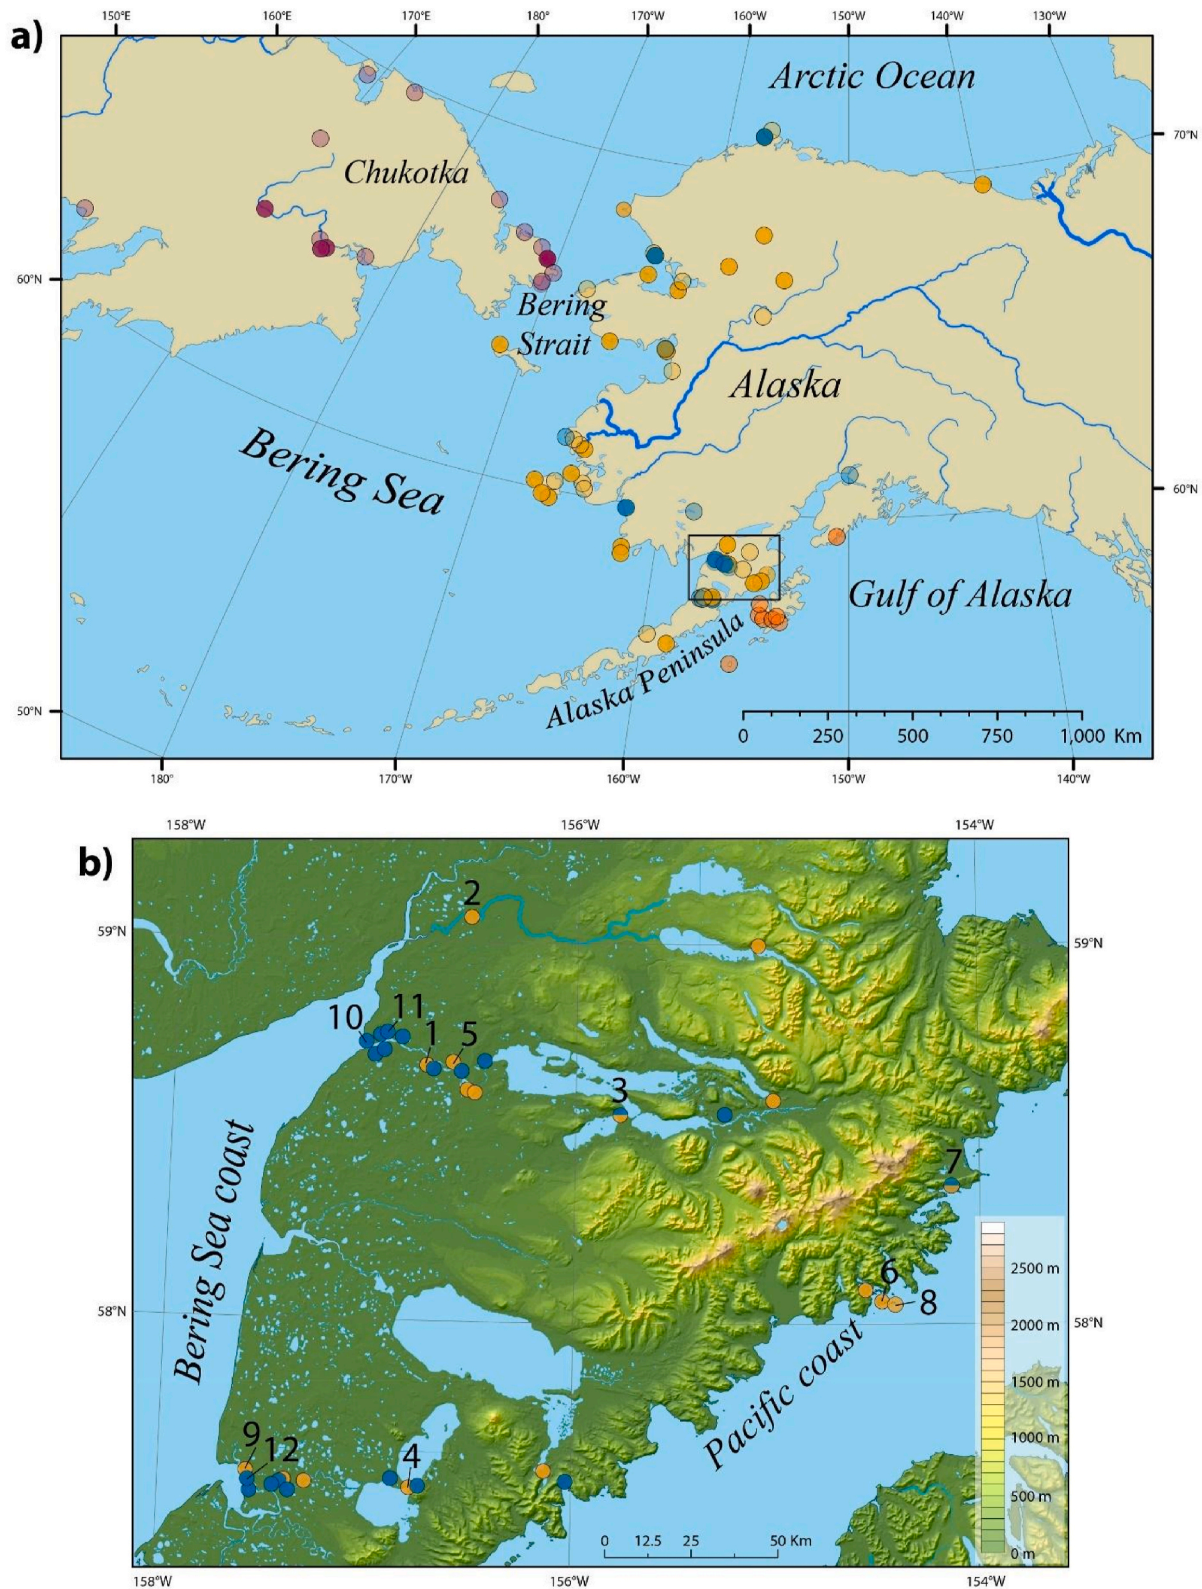 a)
150°E 160°E 170°E 180° 170°W 160°W 150°W 140°W 130°W
Arctic Ocean
70°N
Chukotka
60°N
Bering
Strait
Alaska
Bering Sea
60°N
Gulf of Alaska
Alaska Peninsula
50°N
0 250 500 750 1,000 Km
180° 170°W 160°W 150°W 140°W
b)
158°W 156°W 154°W
2
59°N 59°N
10 11 1 5
3
7
Bering Sea coast
2500 m
6
8
58°N 58°N
2000 m
Pacific coast
1500 m
1000 m
9
12
4
500 m
0 12.5 25 50 Km
0 m
158°W 156°W 154°W